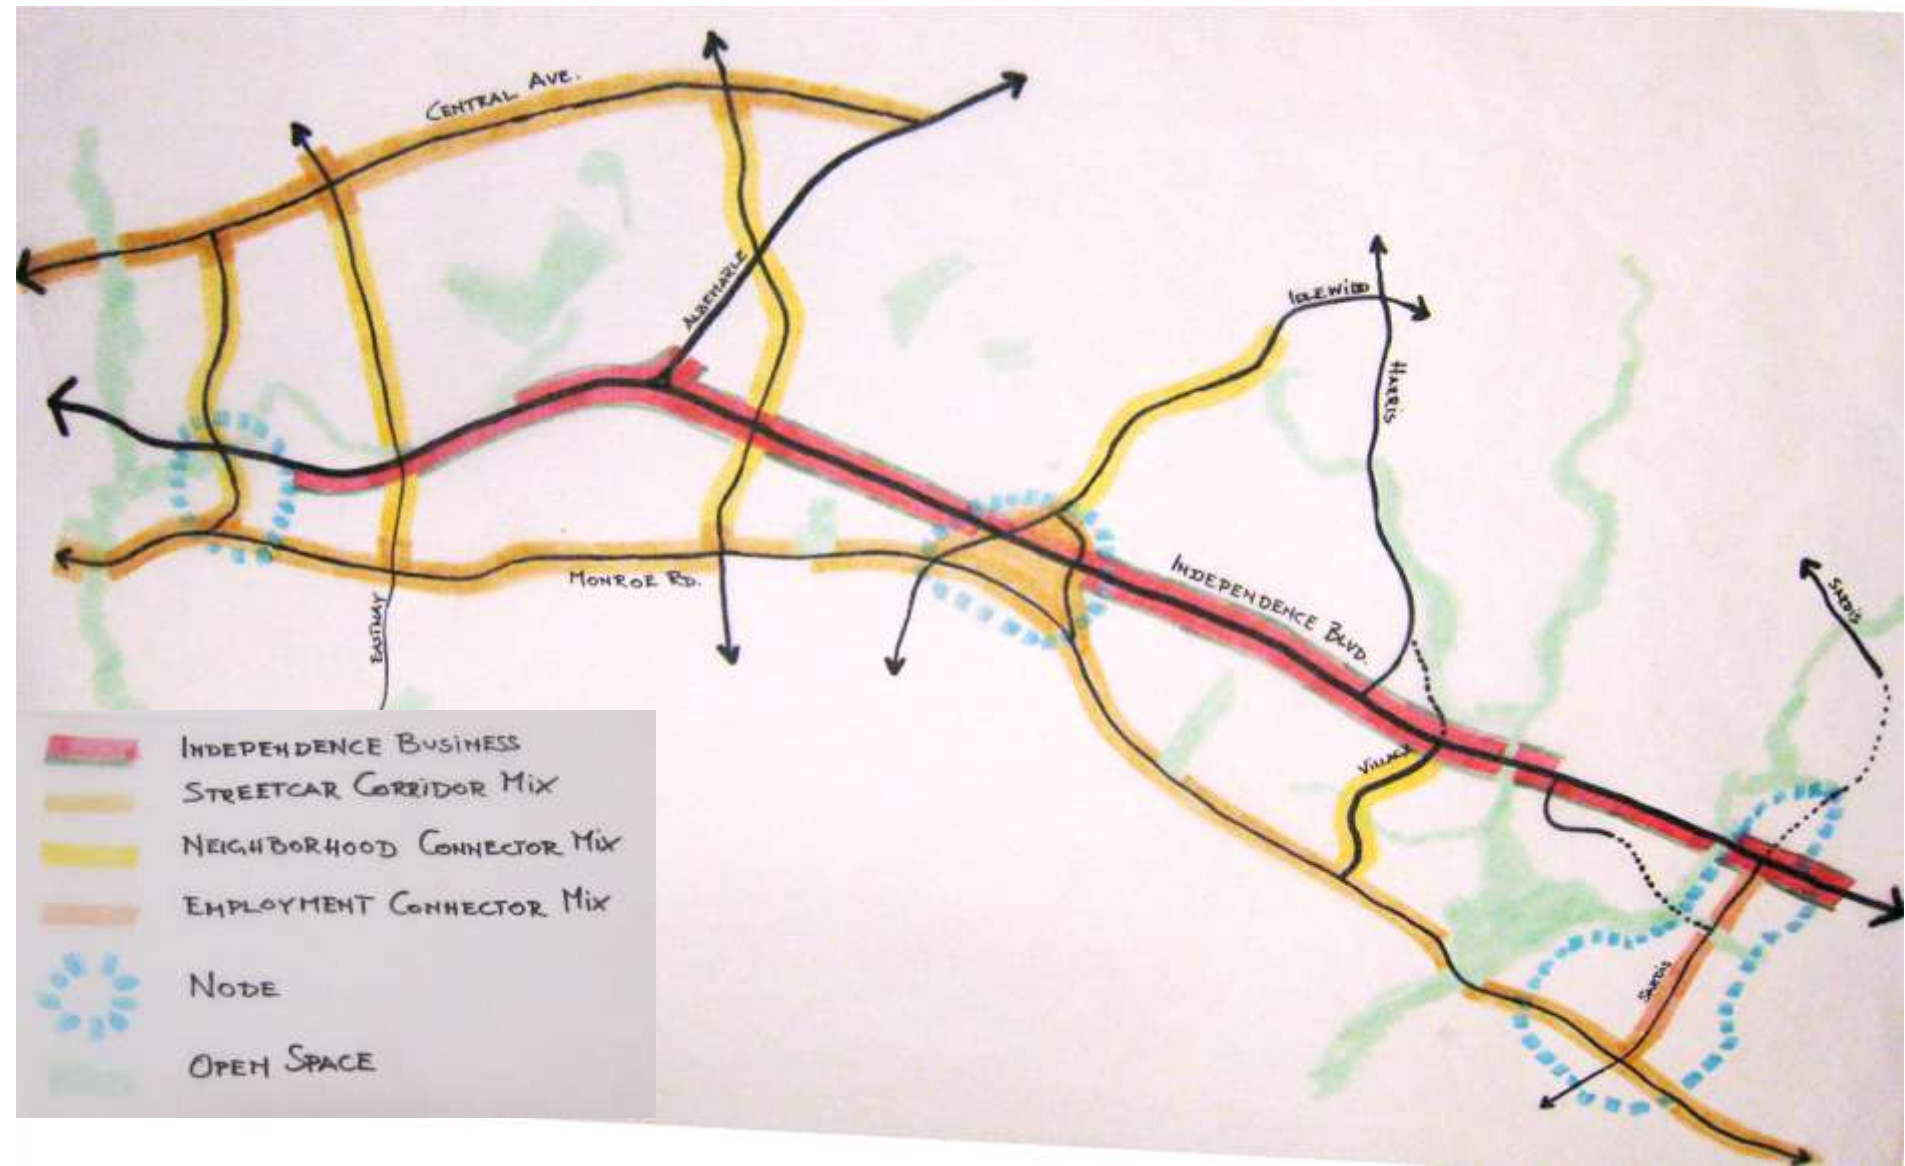 CENTRAL AVE.
ALBEMARLE
IDLEWILD
HARRIS
INDEPENDENCE BLVD.
MONROE RD.
EASTWAY
SARDIS
VILLAGE
SARDIS
INDEPENDENCE BUSINESS
STREETCAR CORRIDOR MIX
NEIGHBORHOOD CONNECTOR MIX
EMPLOYMENT CONNECTOR MIX
NODE
OPEN SPACE